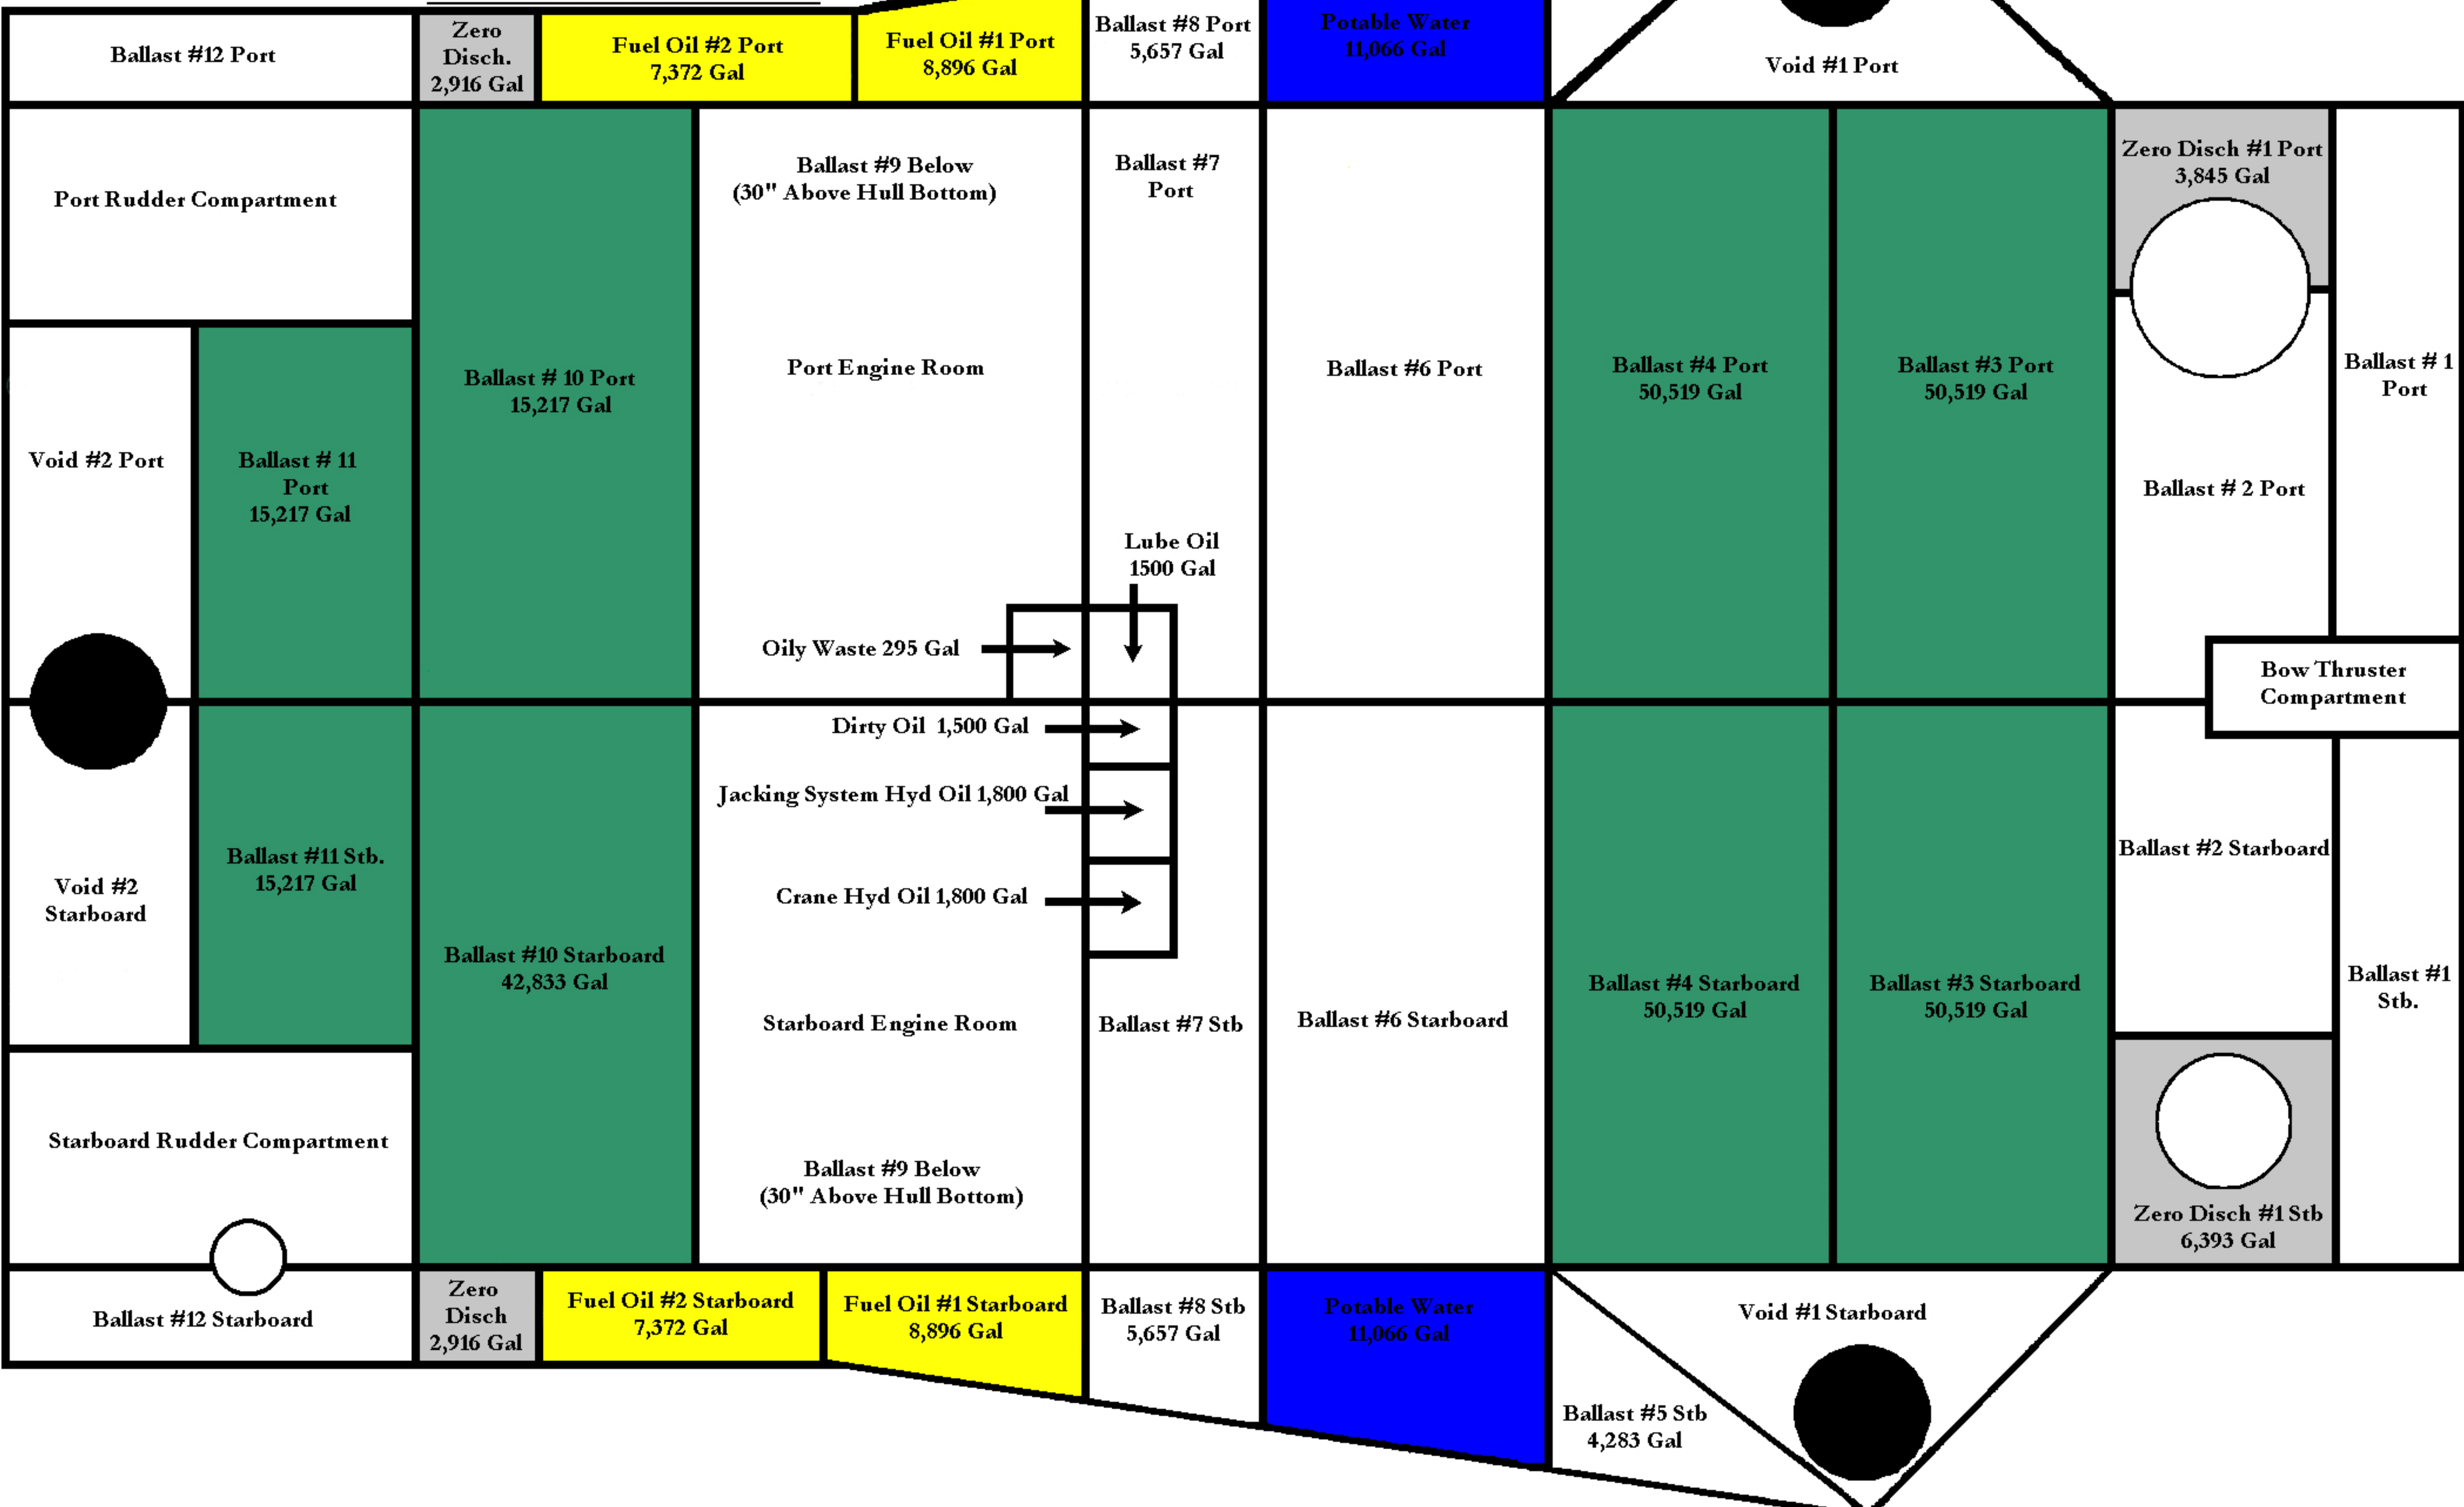 Ballast #12 Port
Zero
Disch.
2,916 Gal
Fuel Oil #2 Port
7,372 Gal
Fuel Oil #1 Port
8,896 Gal
Ballast #8 Port
5,657 Gal
Potable Water
11,066 Gal
Void #1 Port
Port Rudder Compartment
Ballast #9 Below
(30" Above Hull Bottom)
Ballast #7
Port
Zero Disch #1 Port
3,845 Gal
Void #2 Port
Ballast # 11
Port
15,217 Gal
Ballast # 10 Port
15,217 Gal
Port Engine Room
Ballast #6 Port
Ballast #4 Port
50,519 Gal
Ballast #3 Port
50,519 Gal
Ballast # 2 Port
Ballast # 1
Port
Lube Oil
1500 Gal
Oily Waste 295 Gal
Bow Thruster
Compartment
Dirty Oil 1,500 Gal
Jacking System Hyd Oil 1,800 Gal
Crane Hyd Oil 1,800 Gal
Void #2
Starboard
Ballast #11 Stb.
15,217 Gal
Ballast #10 Starboard
42,833 Gal
Starboard Engine Room
Ballast #7 Stb
Ballast #6 Starboard
Ballast #4 Starboard
50,519 Gal
Ballast #3 Starboard
50,519 Gal
Ballast #2 Starboard
Ballast #1
Stb.
Starboard Rudder Compartment
Ballast #9 Below
(30" Above Hull Bottom)
Zero Disch #1 Stb
6,393 Gal
Ballast #12 Starboard
Zero
Disch
2,916 Gal
Fuel Oil #2 Starboard
7,372 Gal
Fuel Oil #1 Starboard
8,896 Gal
Ballast #8 Stb
5,657 Gal
Potable Water
11,066 Gal
Void #1 Starboard
Ballast #5 Stb
4,283 Gal